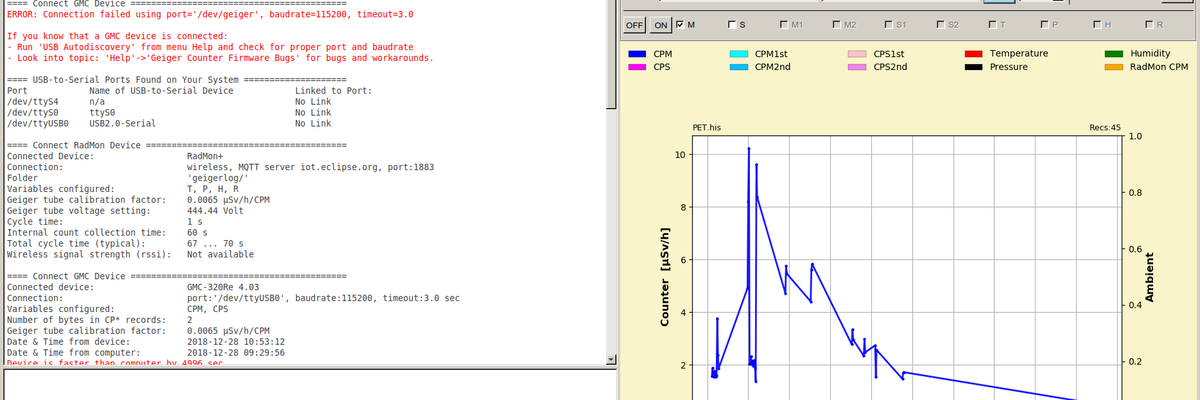 ==== Connect GMC Device ==========================================
ERROR: Connection failed using port='/dev/geiger', baudrate=115200, timeout=3.0
If you know that a GMC device is connected:
- Run 'USB Autodiscovery' from menu Help and check for proper port and baudrate
- Look into topic: 'Help'->'Geiger Counter Firmware Bugs' for bugs and workarounds.
==== USB-to-Serial Ports Found on Your System ====================
Port Name of USB-to-Serial Device Linked to Port:
/dev/ttyS4 n/a No Link
/dev/ttyS0 ttyS0 No Link
/dev/ttyUSB0 USB2.0-Serial No Link
==== Connect RadMon Device =======================================
Connected Device: RadMon+
Connection: wireless, MQTT server iot.eclipse.org, port:1883
Folder 'geigerlog/'
Variables configured: T, P, H, R
Geiger tube calibration factor: 0.0065 µSv/h/CPM
Geiger tube voltage setting: 444.44 Volt
Cycle time: 1 s
Internal count collection time: 60 s
Total cycle time (typical): 67 ... 70 s
Wireless signal strength (rssi): Not available
==== Connect GMC Device ==========================================
Connected device: GMC-320Re 4.03
Connection: port:'/dev/ttyUSB0', baudrate:115200, timeout:3.0 sec
Variables configured: CPM, CPS
Number of bytes in CP* records: 2
Geiger tube calibration factor: 0.0065 µSv/h/CPM
Date & Time from device: 2018-12-28 10:53:12
Date & Time from computer: 2018-12-28 09:29:56
Device is faster than computer by 4996 sec
OFF ON M S M1 M2 S1 S2 T P H R
CPM CPM1st CPS1st Temperature Humidity
CPS CPM2nd CPS2nd Pressure RadMon CPM
PET.his Recs:45
1.0
10
0.8
8
0.6
6
Counter [µSv/h]
Ambient
0.4
4
0.2
2